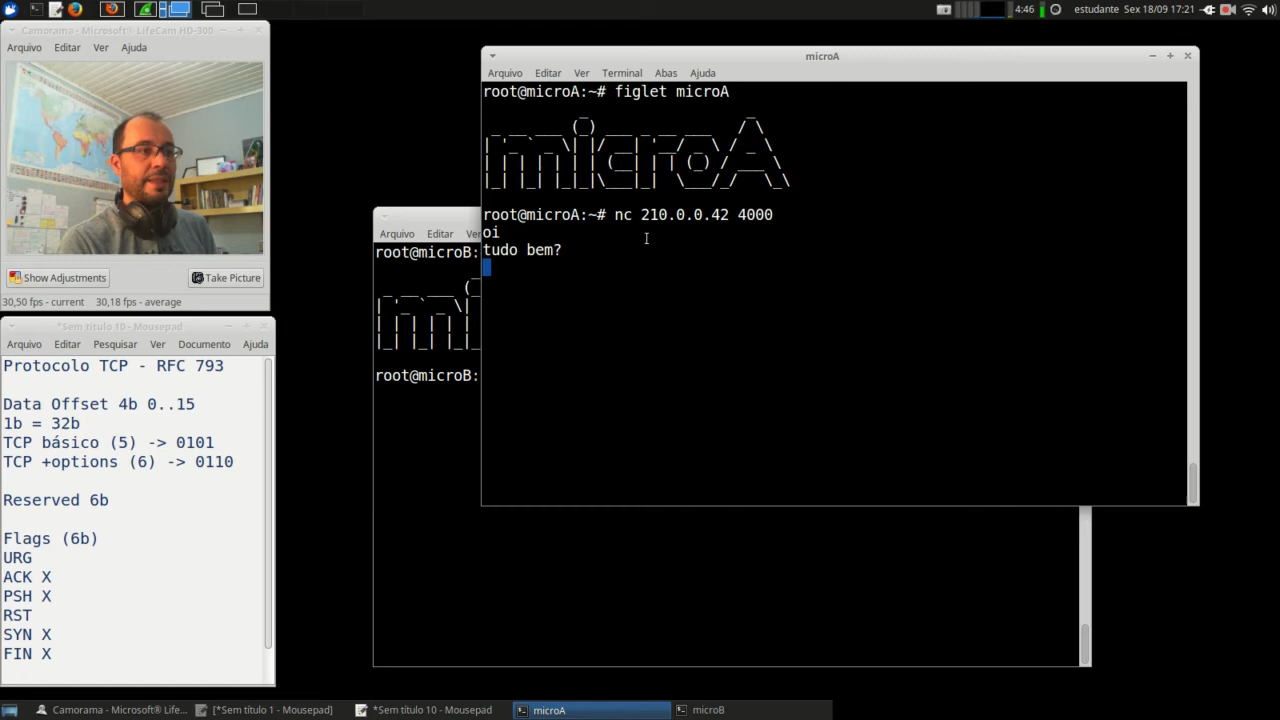 4:46 estudante Sex 18/09 17:21
Camorama - Microsoft® LifeCam HD-300
Arquivo Editar Ver Ajuda
Show Adjustments Take Picture
30,50 fps - current 30,18 fps - average
*Sem título 10 - Mousepad
Arquivo Editar Pesquisar Ver Documento Ajuda
Protocolo TCP - RFC 793
Data Offset 4b 0..15
1b = 32b
TCP básico (5) -> 0101
TCP +options (6) -> 0110
Reserved 6b
Flags (6b)
URG
ACK X
PSH X
RST
SYN X
FIN X
microA
Arquivo Editar Ver Terminal Abas Ajuda
root@microA:~# figlet microA
microA
root@microA:~# nc 210.0.0.42 4000
oi
tudo bem?
Arquivo Editar Ver
root@microB:
root@microB:
Camorama - Microsoft® Life...
[*Sem título 1 - Mousepad]
*Sem título 10 - Mousepad
microA
microB